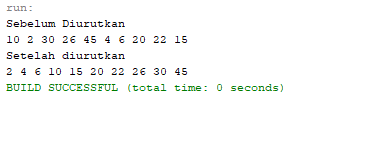 run:
Sebelum Diurutkan
10 2 30 26 45 4 6 20 22 15
Setelah diurutkan
2 4 6 10 15 20 22 26 30 45
BUILD SUCCESSFUL (total time: 0 seconds)